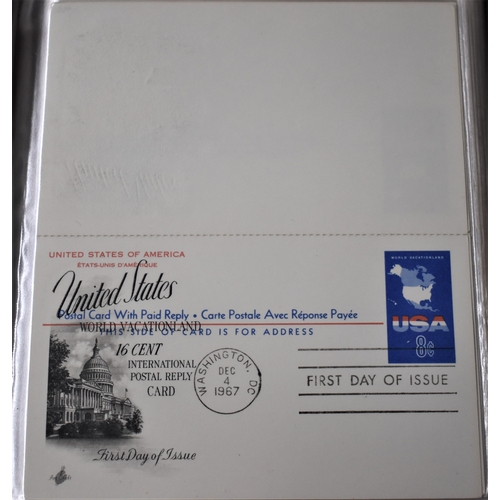 UNITED STATES OF AMERICA
ÉTATS-UNIS D'AMÉRIQUE
United States
Postal Card With Paid Reply • Carte Postale Avec Réponse Payée
WORLD VACATIONLAND
THIS SIDE OF CARD IS FOR ADDRESS
16 CENT
INTERNATIONAL
POSTAL REPLY
CARD
First Day of Issue
WASHINGTON, DC
DEC
4
1967
FIRST DAY OF ISSUE
WORLD VACATIONLAND
USA
8c